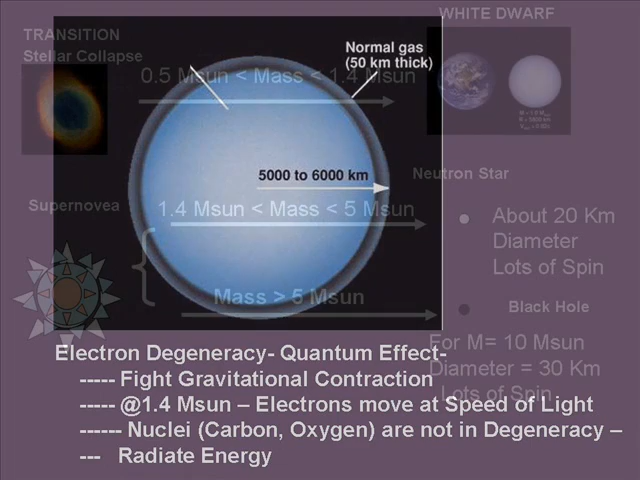 WHITE DWARF
TRANSITION
Stellar Collapse
Normal gas
(50 km thick)
0.5 Msun < Mass < 1.4 Msun
5000 to 6000 km
Neutron Star
Supernovea
1.4 Msun < Mass < 5 Msun
• About 20 Km
Diameter
Lots of Spin
Mass > 5 Msun
• Black Hole
For M= 10 Msun
Diameter = 30 Km
Lots of Spin
Electron Degeneracy- Quantum Effect-
----- Fight Gravitational Contraction
----- @1.4 Msun – Electrons move at Speed of Light
------ Nuclei (Carbon, Oxygen) are not in Degeneracy –
--- Radiate Energy